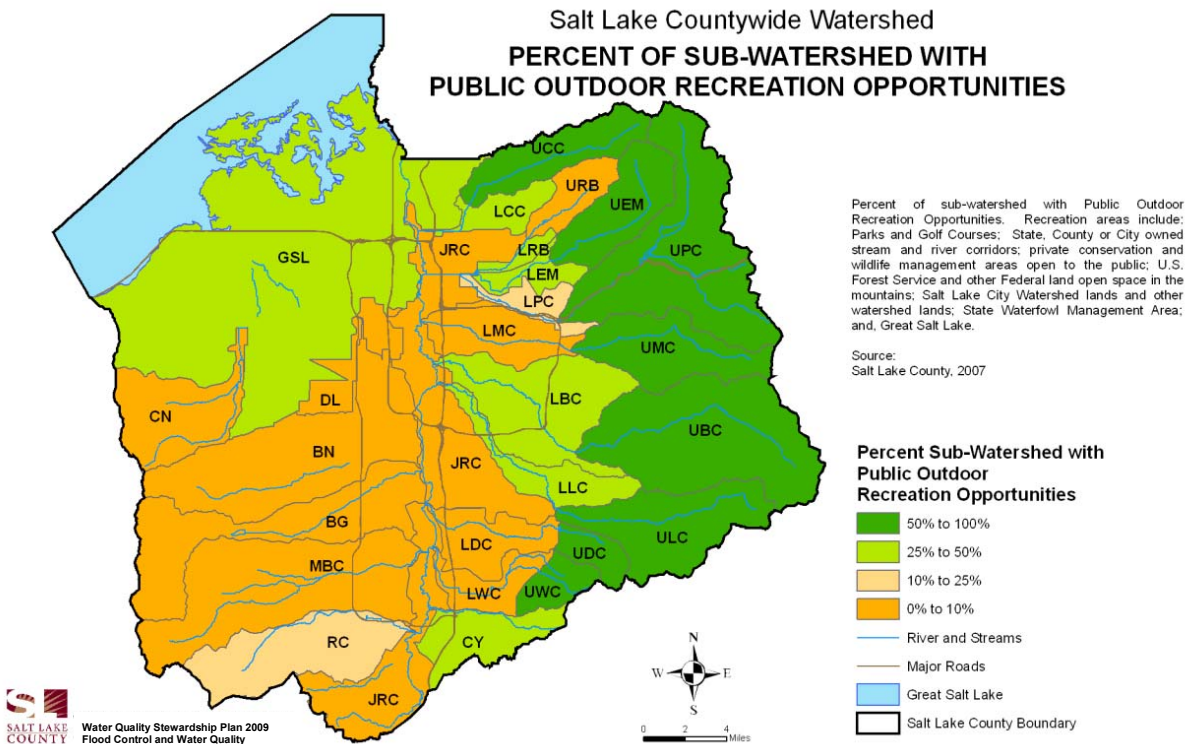 Salt Lake Countywide Watershed
PERCENT OF SUB-WATERSHED WITH
PUBLIC OUTDOOR RECREATION OPPORTUNITIES
UCC
URB
LCC
UEM
JRC
LRB
UPC
GSL
LEM
LPC
LMC
UMC
CN
DL
LBC
UBC
BN
JRC
LLC
BG
LDC
UDC
ULC
MBC
LWC
UWC
RC
CY
JRC
Percent of sub-watershed with Public Outdoor
Recreation Opportunities. Recreation areas include:
Parks and Golf Courses; State, County or City owned
stream and river corridors; private conservation and
wildlife management areas open to the public; U.S.
Forest Service and other Federal land open space in the
mountains; Salt Lake City Watershed lands and other
watershed lands; State Waterfowl Management Area;
and, Great Salt Lake.
Source:
Salt Lake County, 2007
Percent Sub-Watershed with
Public Outdoor
Recreation Opportunities
50% to 100%
25% to 50%
10% to 25%
0% to 10%
River and Streams
Major Roads
Great Salt Lake
Salt Lake County Boundary
N
W E
S
0 2 4
Miles
SL
SALT LAKE
COUNTY
Water Quality Stewardship Plan 2009
Flood Control and Water Quality